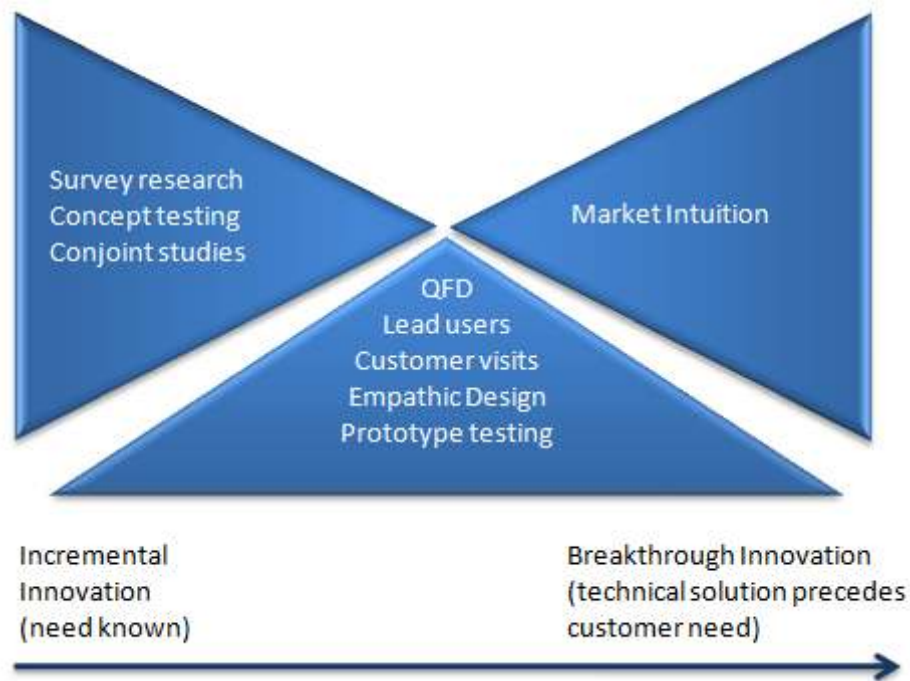 Survey research
Concept testing
Conjoint studies
Market Intuition
QFD
Lead users
Customer visits
Empathic Design
Prototype testing
Incremental
Innovation
(need known)
Breakthrough Innovation
(technical solution precedes
customer need)